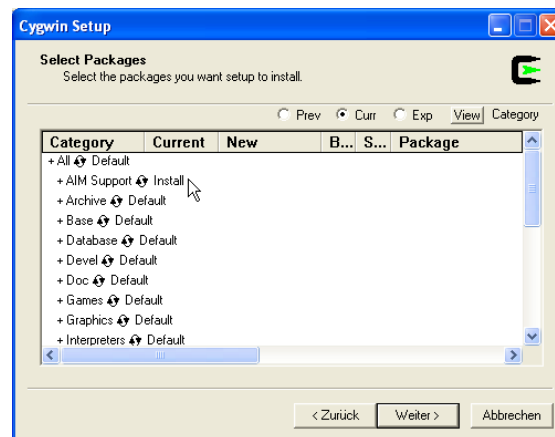 Cygwin Setup
Select Packages
Select the packages you want setup to install.
Prev Curr Exp View Category
Category Current New B... S... Package
+ All Default
+ AIM Support Install
+ Archive Default
+ Base Default
+ Database Default
+ Devel Default
+ Doc Default
+ Games Default
+ Graphics Default
+ Interpreters Default
< Zurück Weiter > Abbrechen